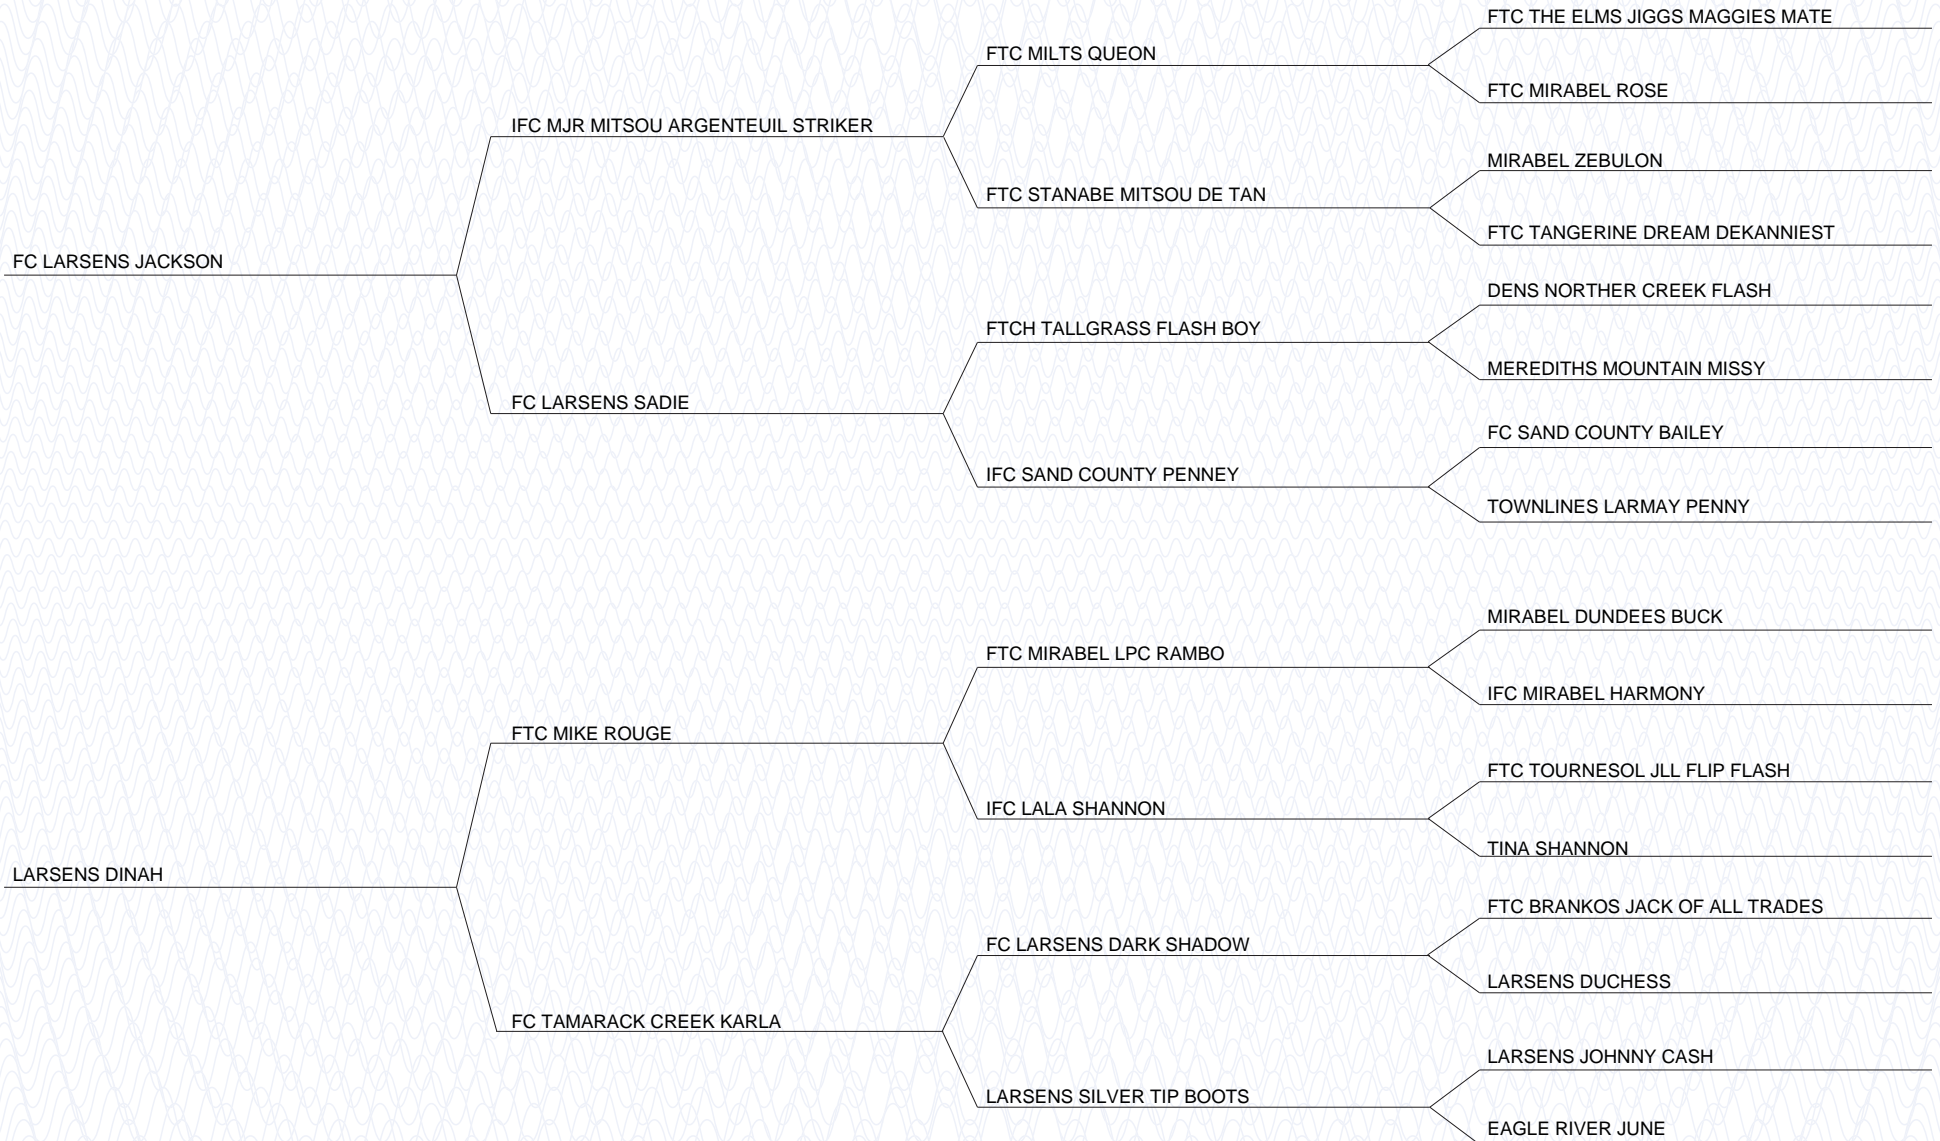 FTC THE ELMS JIGGS MAGGIES MATE
FTC MILTS QUEON
FTC MIRABEL ROSE
IFC MJR MITSOU ARGENTEUIL STRIKER
MIRABEL ZEBULON
FTC STANABE MITSOU DE TAN
FTC TANGERINE DREAM DEKANNIEST
FC LARSENS JACKSON
DENS NORTHER CREEK FLASH
FTCH TALLGRASS FLASH BOY
MEREDITHS MOUNTAIN MISSY
FC LARSENS SADIE
FC SAND COUNTY BAILEY
IFC SAND COUNTY PENNEY
TOWNLINES LARMAY PENNY
MIRABEL DUNDEES BUCK
FTC MIRABEL LPC RAMBO
IFC MIRABEL HARMONY
FTC MIKE ROUGE
FTC TOURNESOL JLL FLIP FLASH
IFC LALA SHANNON
TINA SHANNON
LARSENS DINAH
FTC BRANKOS JACK OF ALL TRADES
FC LARSENS DARK SHADOW
LARSENS DUCHESS
FC TAMARACK CREEK KARLA
LARSENS JOHNNY CASH
LARSENS SILVER TIP BOOTS
EAGLE RIVER JUNE